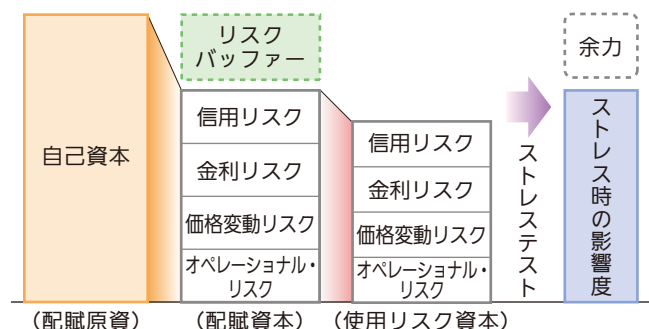 自己資本
(配賦原資)
リスク
バッファー
信用リスク
金利リスク
価格変動リスク
オペレーショナル・
リスク
(配賦資本)
信用リスク
金利リスク
価格変動リスク
オペレーショナル・
リスク
(使用リスク資本)
ストレステスト
余力
ストレス時の影響度